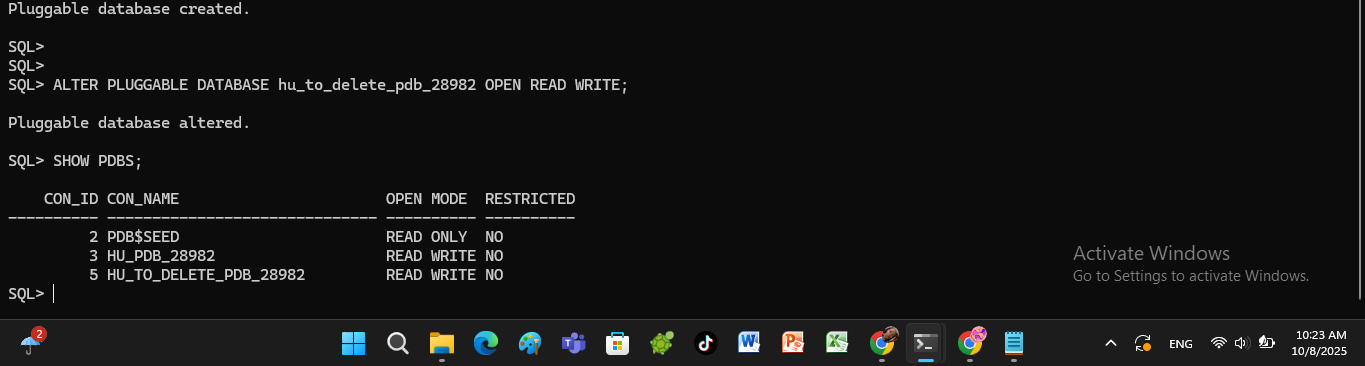 Pluggable database created.
SQL>
SQL>
SQL> ALTER PLUGGABLE DATABASE hu_to_delete_pdb_28982 OPEN READ WRITE;
Pluggable database altered.
SQL> SHOW PDBS;
    CON_ID CON_NAME                       OPEN MODE  RESTRICTED
---------- ------------------------------ ---------- ----------
         2 PDB$SEED                       READ ONLY  NO
         3 HU_PDB_28982                   READ WRITE NO
         5 HU_TO_DELETE_PDB_28982         READ WRITE NO
SQL>
Activate Windows
Go to Settings to activate Windows.
2
ENG
10:23 AM
10/8/2025